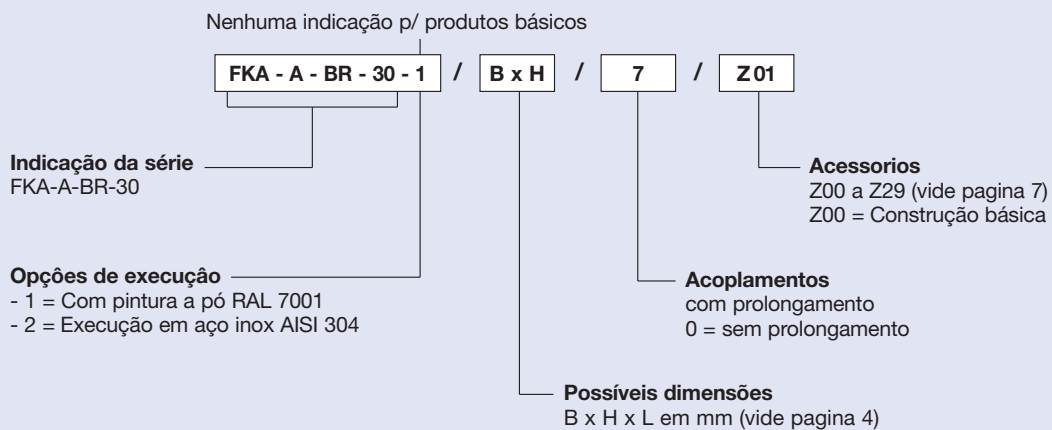 Nenhuma indicação p/ produtos básicos
FKA - A - BR - 30 - 1 / B x H / 7 / Z 01
Indicação da série
FKA-A-BR-30
Acessorios
Z00 a Z29 (vide pagina 7)
Z00 = Construção básica
Opçôes de execuçâo
- 1 = Com pintura a pó RAL 7001
- 2 = Execução em aço inox AISI 304
Acoplamentos
com prolongamento
0 = sem prolongamento
Possíveis dimensões
B x H x L em mm (vide pagina 4)